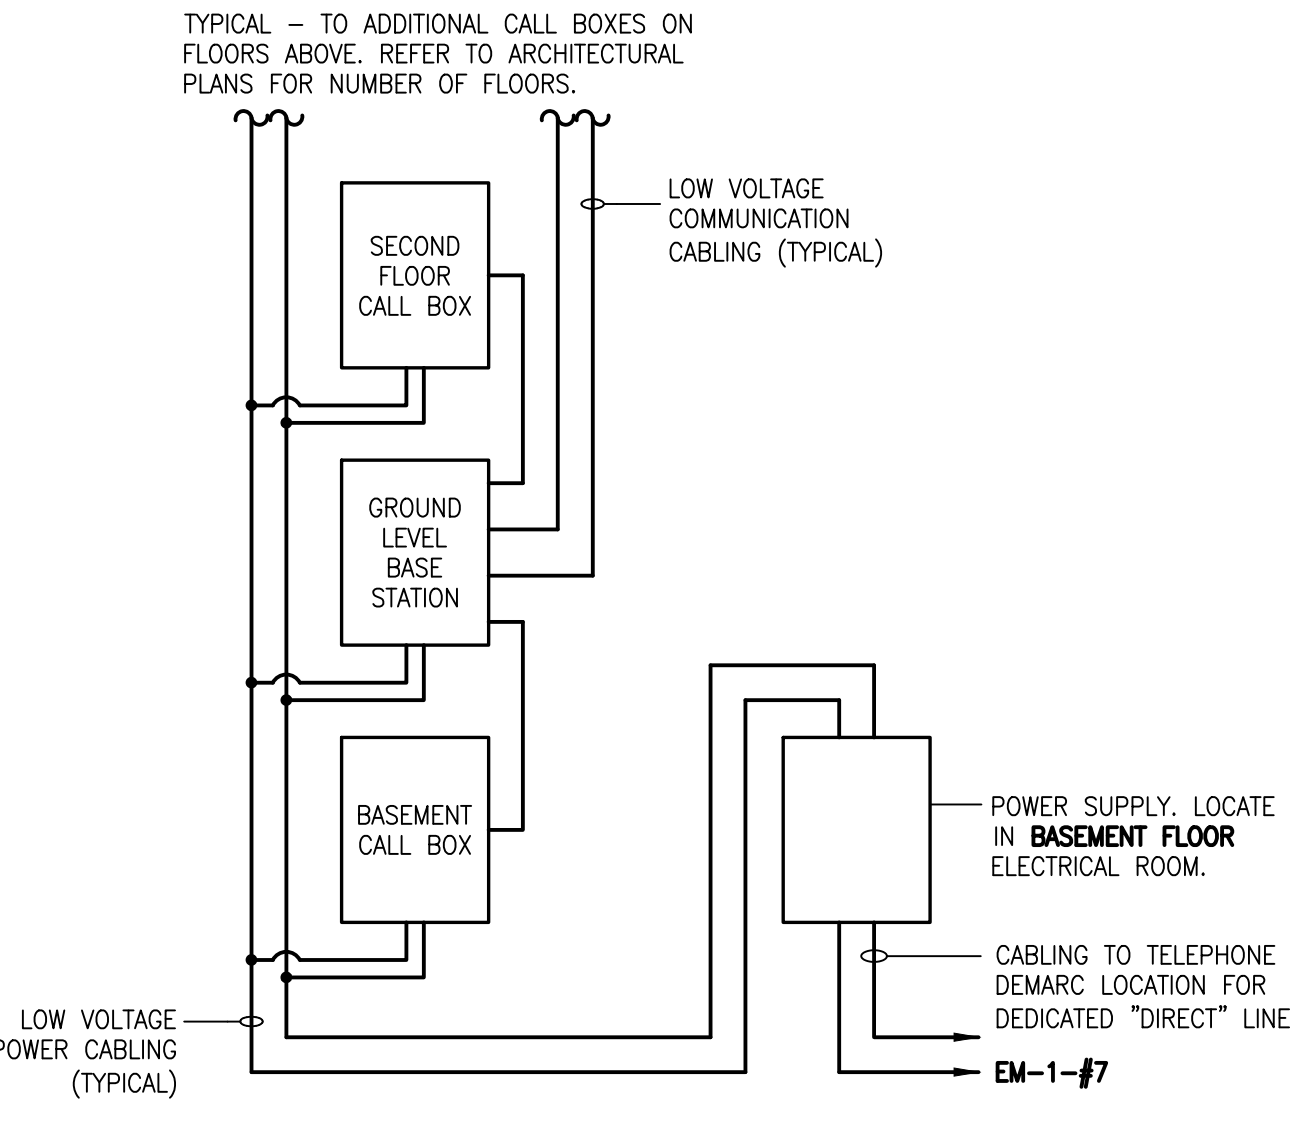 TYPICAL – TO ADDITIONAL CALL BOXES ON
FLOORS ABOVE. REFER TO ARCHITECTURAL
PLANS FOR NUMBER OF FLOORS.
LOW VOLTAGE
COMMUNICATION
CABLING (TYPICAL)
SECOND
FLOOR
CALL BOX
GROUND
LEVEL
BASE
STATION
BASEMENT
CALL BOX
POWER SUPPLY. LOCATE
IN BASEMENT FLOOR
ELECTRICAL ROOM.
CABLING TO TELEPHONE
DEMARC LOCATION FOR
DEDICATED "DIRECT" LINE
EM-1-#7
LOW VOLTAGE
POWER CABLING
(TYPICAL)